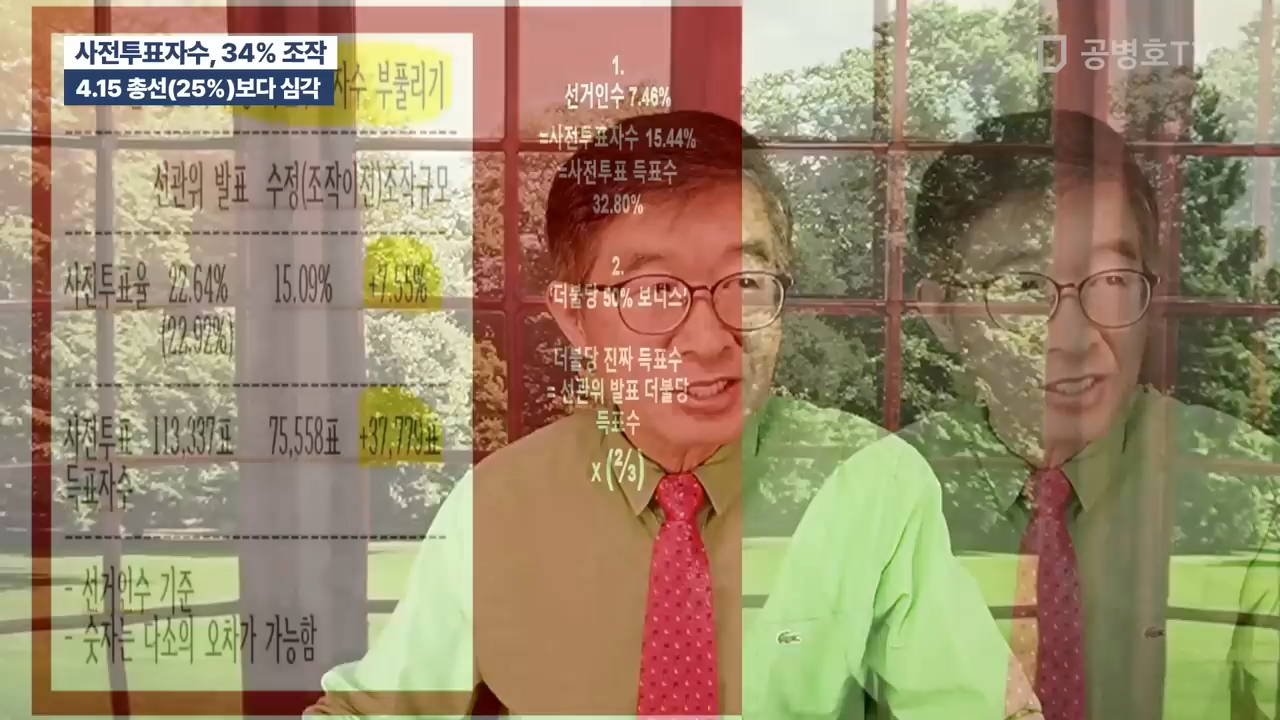 사전투표자수, 34% 조작
4.15 총선(25%)보다 심각
자수 부풀리기
공병호TV
선관위 발표 수정(조작이전)조작규모
사전투표율 22.64% 15.09% +7.55%
(22.92%)
사전투표 113,337표 75,558표 +37,779표
득표자수
- 선거인수 기준
- 숫자는 다소의 오차가 가능함
1.
선거인수 7.46%
=사전투표자수 15.44%
=사전투표 득표수
32.80%
2.
'더불당 50% 보너스'
더불당 진짜 득표수
= 선관위 발표 더불당
득표수
x (2/3)